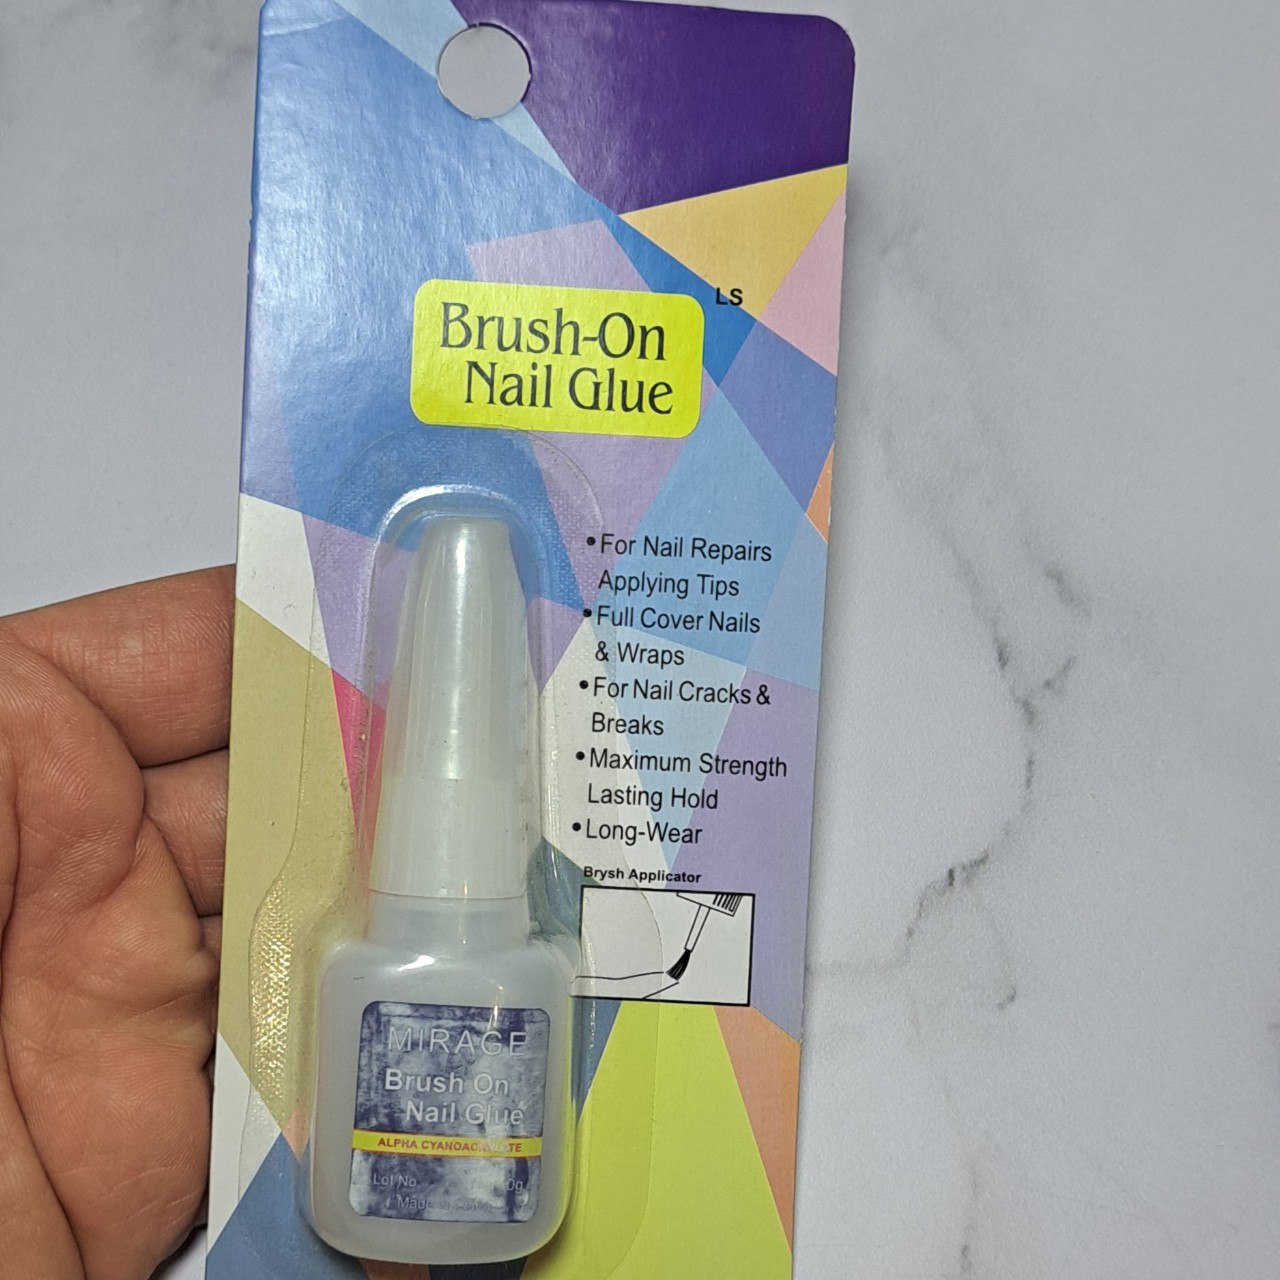 LS
Brush-On
Nail Glue
•For Nail Repairs
Applying Tips
•Full Cover Nails
& Wraps
•For Nail Cracks &
Breaks
•Maximum Strength
Lasting Hold
•Long-Wear
Brysh Applicator
MIRAGE
Brush On
Nail Glue
ALPHA
Lot No